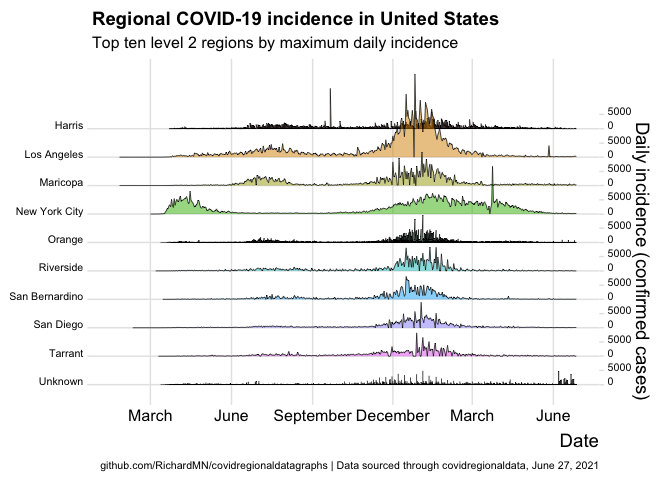 Regional COVID-19 incidence in United States
Top ten level 2 regions by maximum daily incidence
Harris
Los Angeles
Maricopa
New York City
Orange
Riverside
San Bernardino
San Diego
Tarrant
Unknown
5000
0
5000
0
5000
0
5000
0
5000
0
5000
0
5000
0
5000
0
5000
0
5000
0
Daily incidence (confirmed cases)
March June September December March June
Date
github.com/RichardMN/covidregionaldatagraphs | Data sourced through covidregionaldata, June 27, 2021